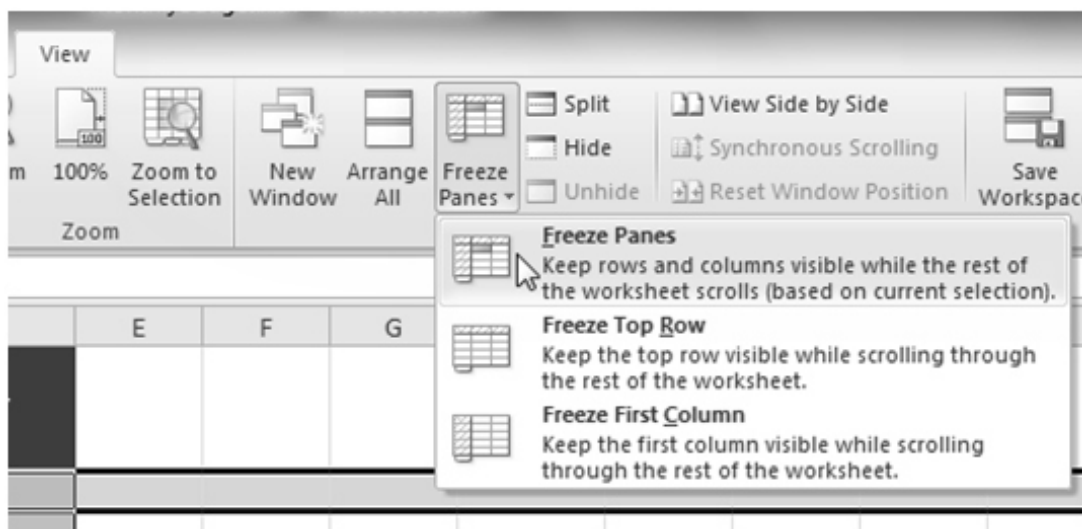 View
m
100%
Zoom to
Selection
Zoom
New
Window
Arrange
All
Freeze
Panes
Split
Hide
Unhide
View Side by Side
Synchronous Scrolling
Reset Window Position
Save
Workspac
Freeze Panes
Keep rows and columns visible while the rest of
the worksheet scrolls (based on current selection).
Freeze Top Row
Keep the top row visible while scrolling through
the rest of the worksheet.
Freeze First Column
Keep the first column visible while scrolling
through the rest of the worksheet.
E F G